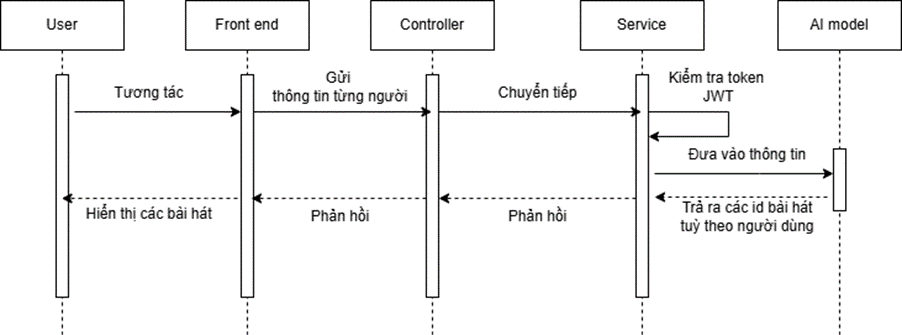 User
Front end
Controller
Service
AI model
Tương tác
Gửi
thông tin từng người
Chuyển tiếp
Kiểm tra token
JWT
Đưa vào thông tin
Hiển thị các bài hát
Phản hồi
Phản hồi
Trả ra các id bài hát
tuỳ theo người dùng